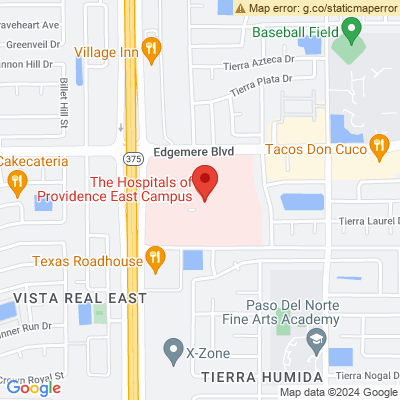 Map error: g.co/staticmaperror
Braveheart Ave
Greenveil Dr
Baseball Field
Village Inn
Tierra Azteca Dr
Shannon Hill Dr
Tierra Plata Dr
Billet Hill St
Edgemere Blvd
Tacos Don Cuco
375
Cakecateria
The Hospitals of
Providence East Campus
Tierra Laurel D
Texas Roadhouse
VISTA REAL EAST
Paso Del Norte
Fine Arts Academy
nner Run Dr
X-Zone
TIERRA HUMIDA
Tierra Nogal D
Crown Royal St
Google
Map data ©2024 Google